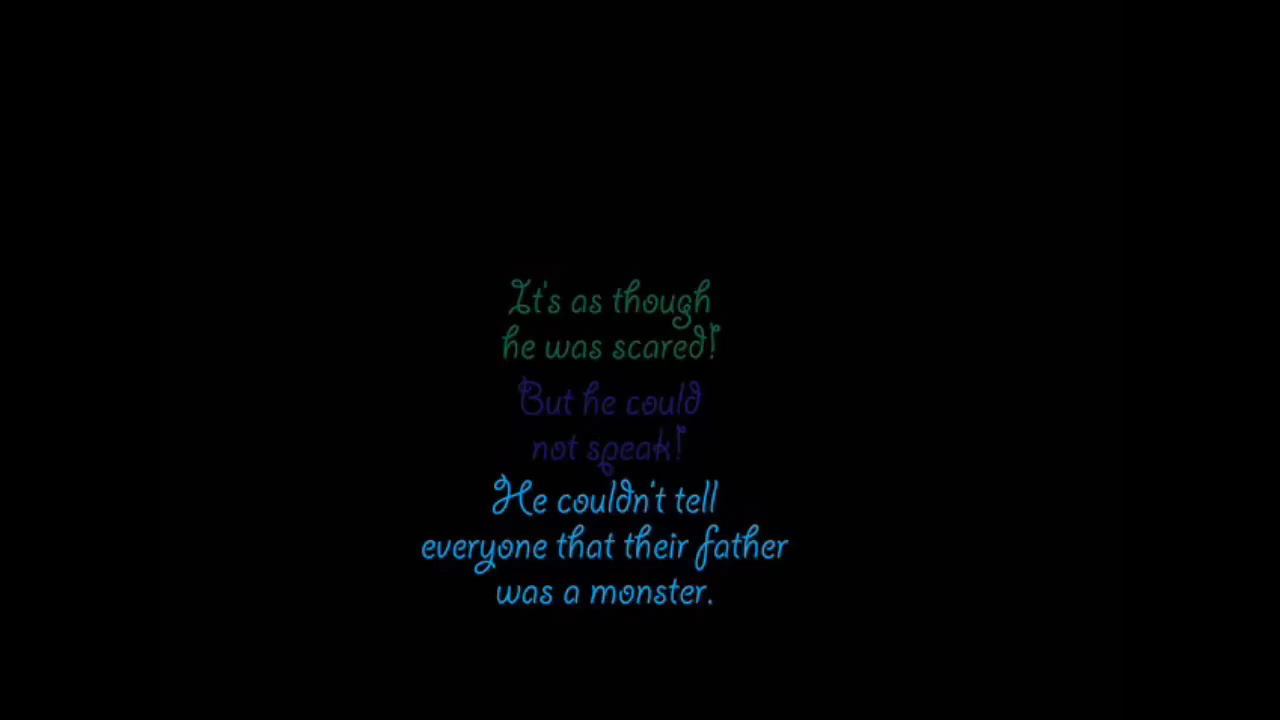 It's as though
he was scared!
But he could
not speak!
He couldn't tell
everyone that their father
was a monster.